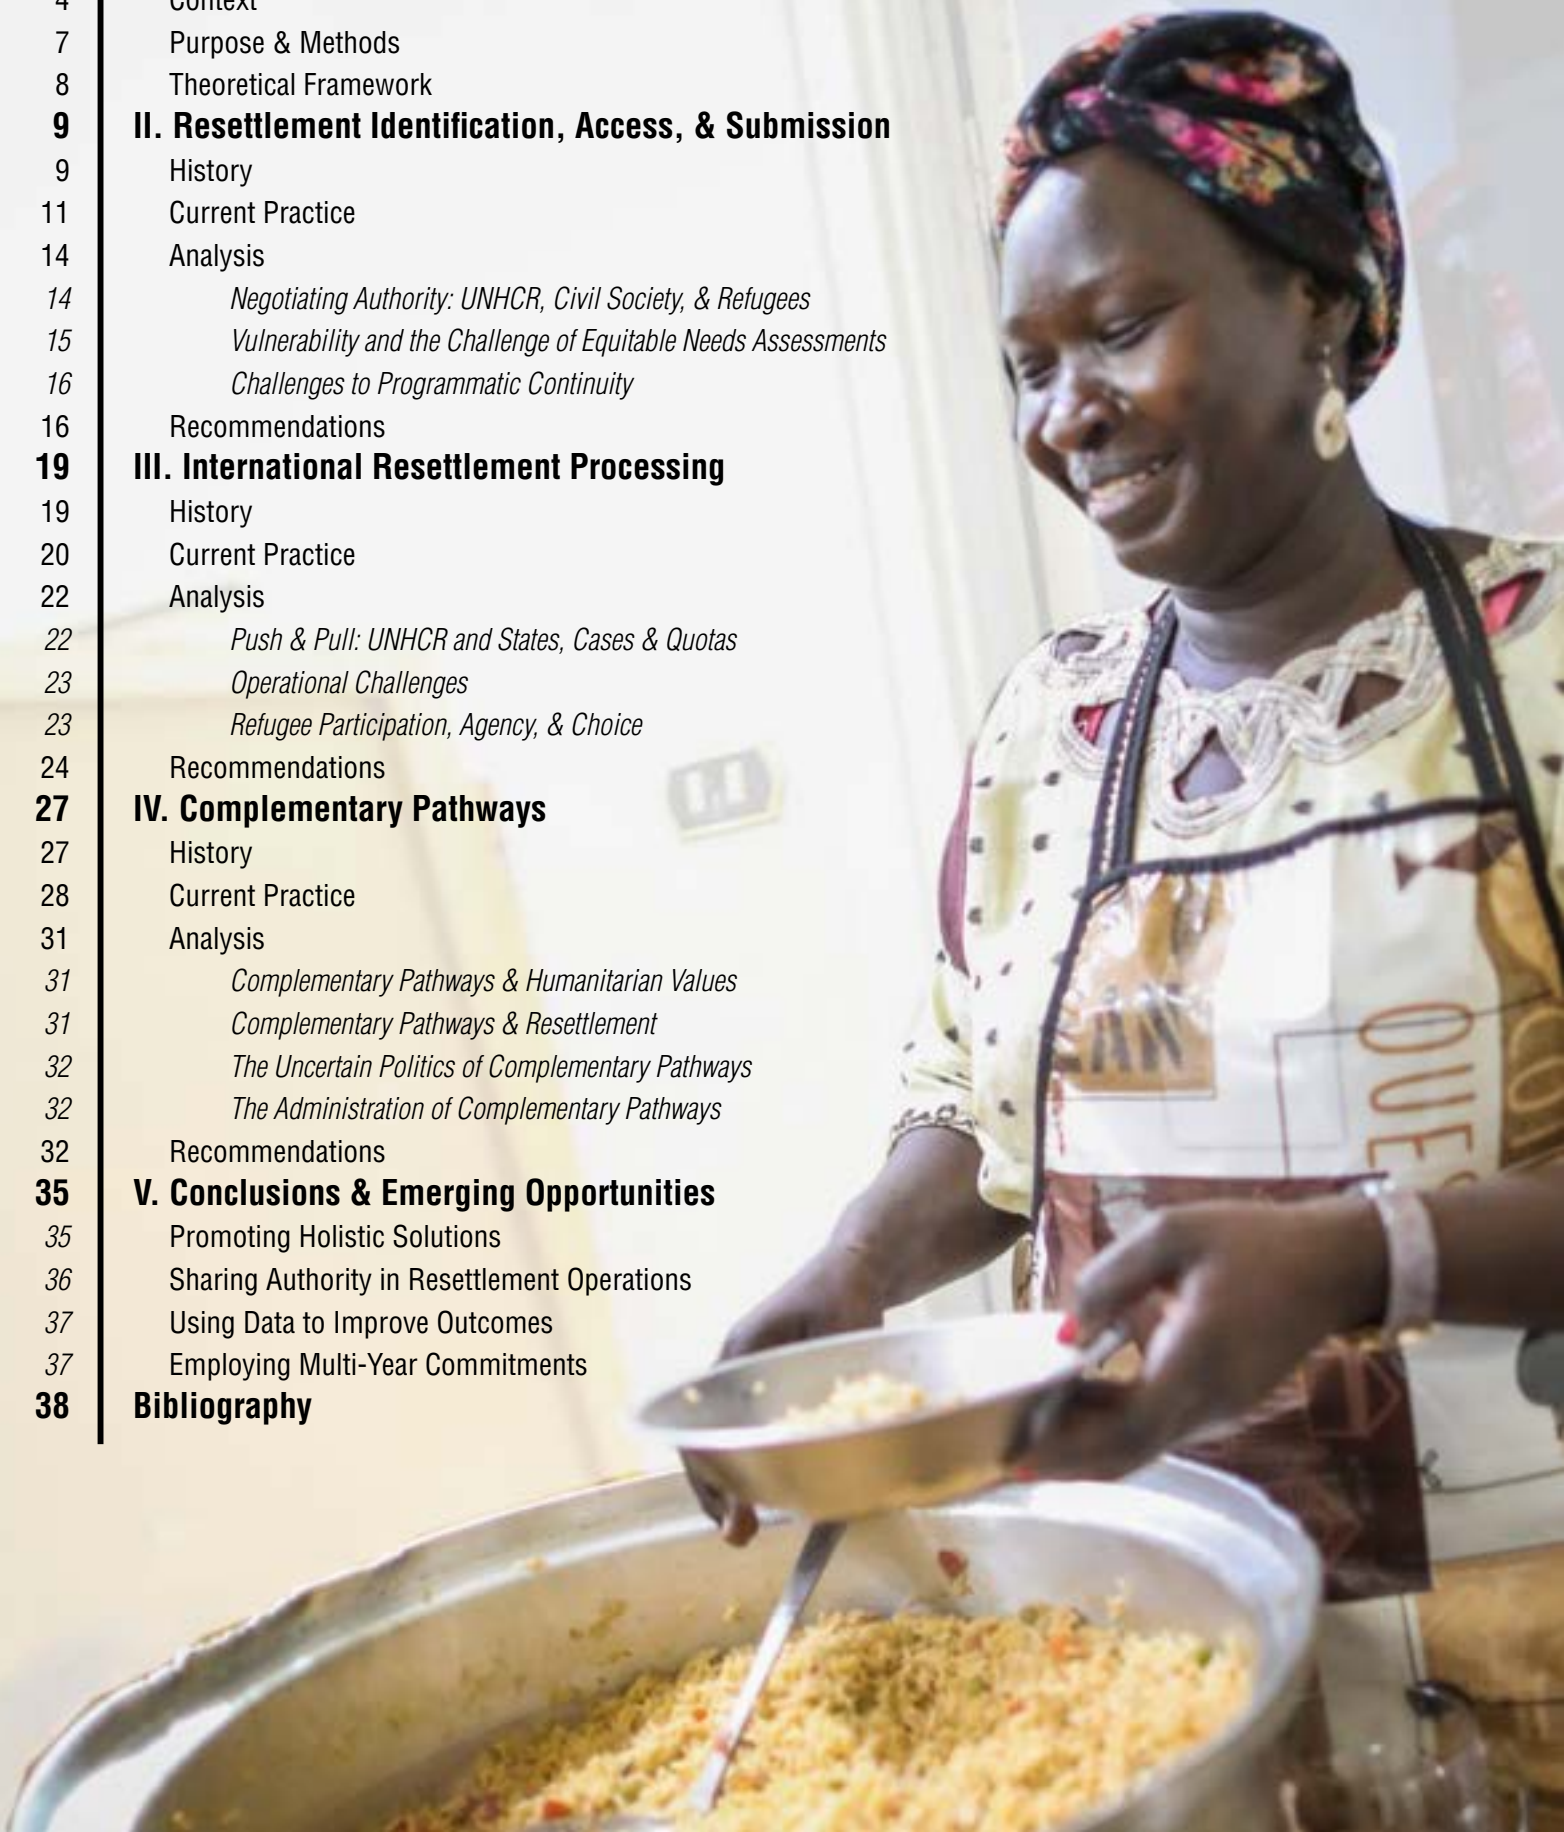 4 Context
7 Purpose & Methods
8 Theoretical Framework
9 II. Resettlement Identification, Access, & Submission
9 History
11 Current Practice
14 Analysis
14 Negotiating Authority: UNHCR, Civil Society, & Refugees
15 Vulnerability and the Challenge of Equitable Needs Assessments
16 Challenges to Programmatic Continuity
16 Recommendations
19 III. International Resettlement Processing
19 History
20 Current Practice
22 Analysis
22 Push & Pull: UNHCR and States, Cases & Quotas
23 Operational Challenges
23 Refugee Participation, Agency, & Choice
24 Recommendations
27 IV. Complementary Pathways
27 History
28 Current Practice
31 Analysis
31 Complementary Pathways & Humanitarian Values
31 Complementary Pathways & Resettlement
32 The Uncertain Politics of Complementary Pathways
32 The Administration of Complementary Pathways
32 Recommendations
35 V. Conclusions & Emerging Opportunities
35 Promoting Holistic Solutions
36 Sharing Authority in Resettlement Operations
37 Using Data to Improve Outcomes
37 Employing Multi-Year Commitments
38 Bibliography